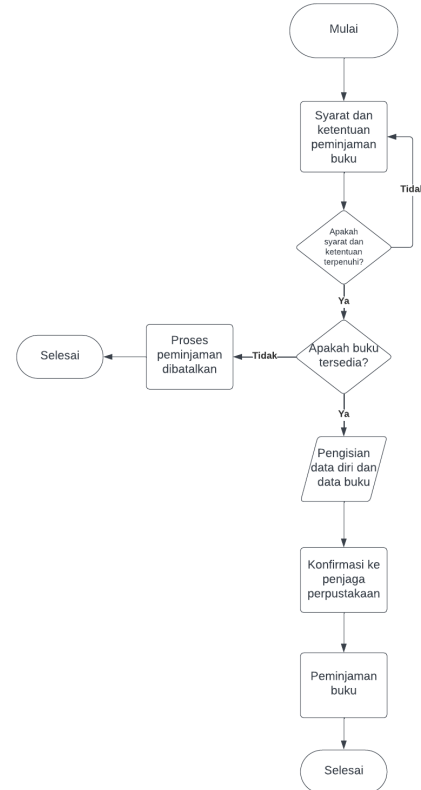 Mulai
Syarat dan
ketentuan
peminjaman
buku
Apakah
syarat dan
ketentuan
terpenuhi?
Ya
Apakah buku
tersedia?
Tidak
Proses
peminjaman
dibatalkan
Selesai
Ya
Pengisian
data diri dan
data buku
Konfirmasi ke
penjaga
perpustakaan
Peminjaman
buku
Selesai